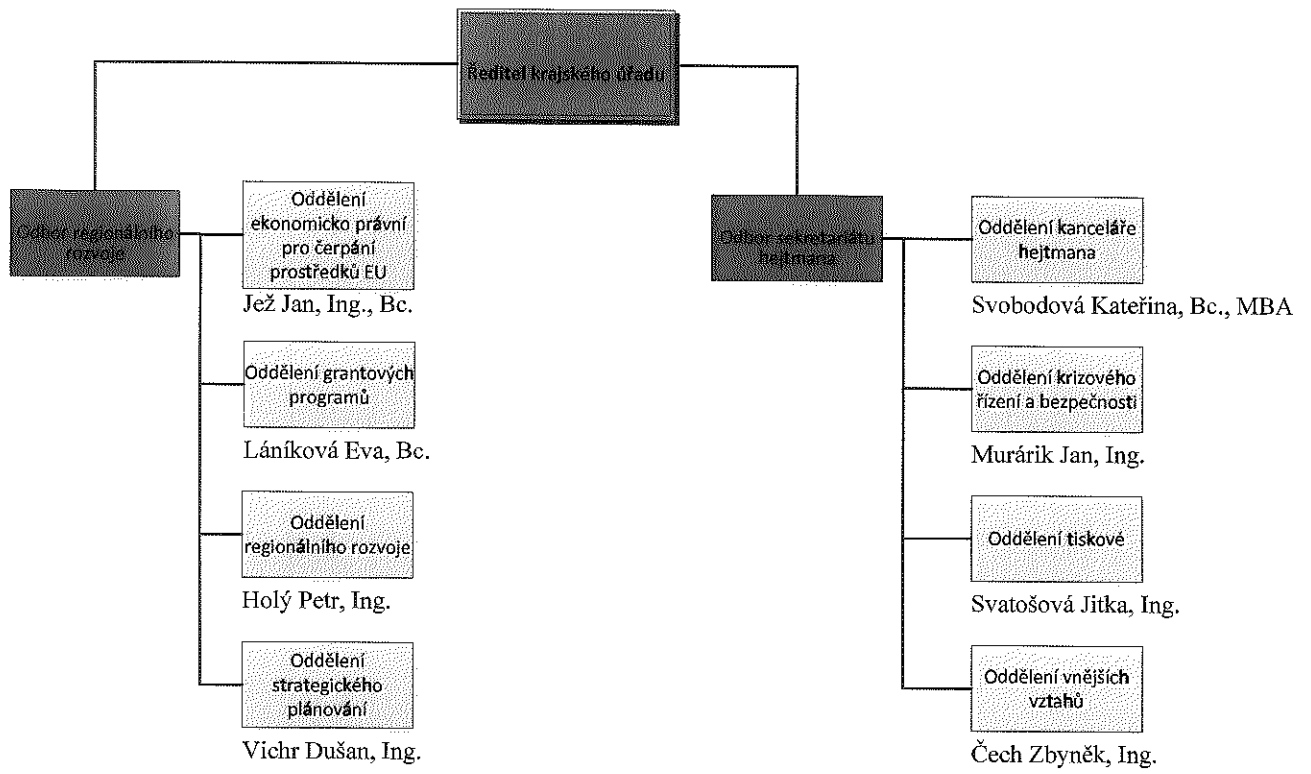 Ředitel krajského úřadu
Odbor regionálního
rozvoje
Oddělení
ekonomicko právní
pro čerpání
prostředků EU
Jež Jan, Ing., Bc.
Oddělení grantových
programů
Láníková Eva, Bc.
Oddělení
regionálního rozvoje
Holý Petr, Ing.
Oddělení
strategického
plánování
Vichr Dušan, Ing.
Odbor sekretariátu
hejtmana
Oddělení kanceláře
hejtmana
Svobodová Kateřina, Bc., MBA
Oddělení krizového
řízení a bezpečnosti
Murárik Jan, Ing.
Oddělení tiskové
Svatošová Jitka, Ing.
Oddělení vnějších
vztahů
Čech Zbyněk, Ing.